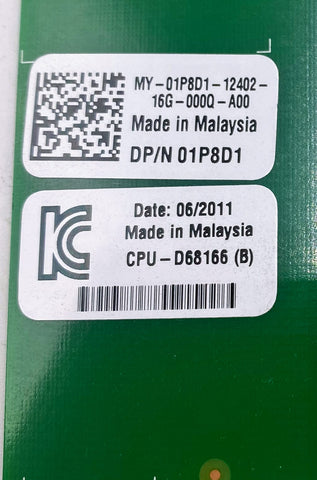 MY-01P8D1-12402-
16G-000Q-A00
Made in Malaysia
DP/N 01P8D1
Date: 06/2011
Made in Malaysia
CPU-D68166 (B)